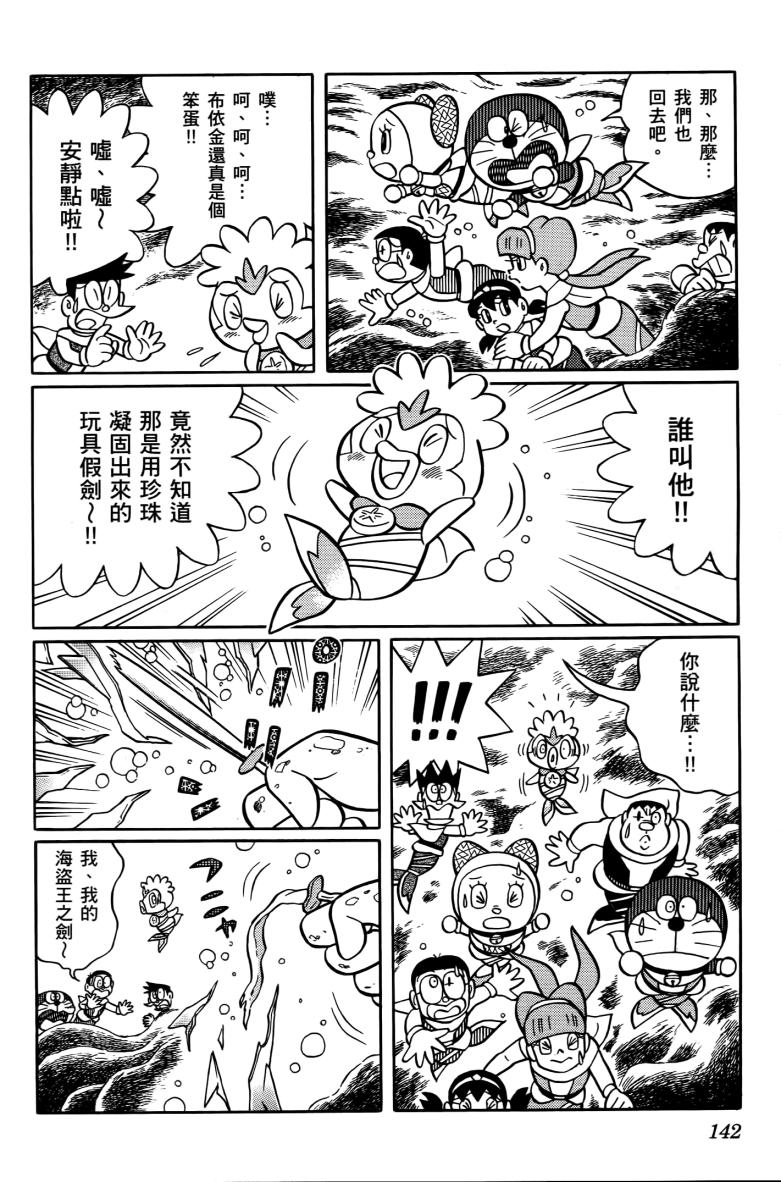 那、那麼…
我們也
回去吧。
噗…
呵、呵、呵…
布依金還真是個
笨蛋!!
噓、噓～
安靜點啦!!
誰叫他!!
竟然不知道
那是用珍珠
凝固出來的
玩具假劍～!!
你說什麼…!!
!!!
我、我的
海盜王之劍～
142